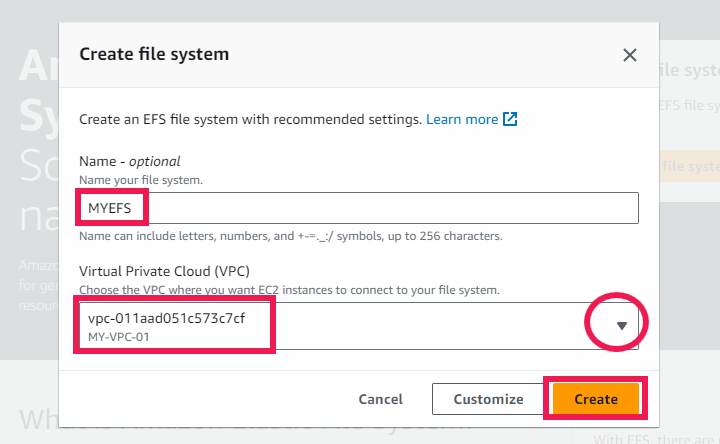 Create file system
Create an EFS file system with recommended settings. Learn more
Name - optional
Name your file system.
MYEFS
Name can include letters, numbers, and +-=._:/ symbols, up to 256 characters.
Virtual Private Cloud (VPC)
Choose the VPC where you want EC2 instances to connect to your file system.
vpc-011aad051c573c7cf
MY-VPC-01
Cancel
Customize
Create